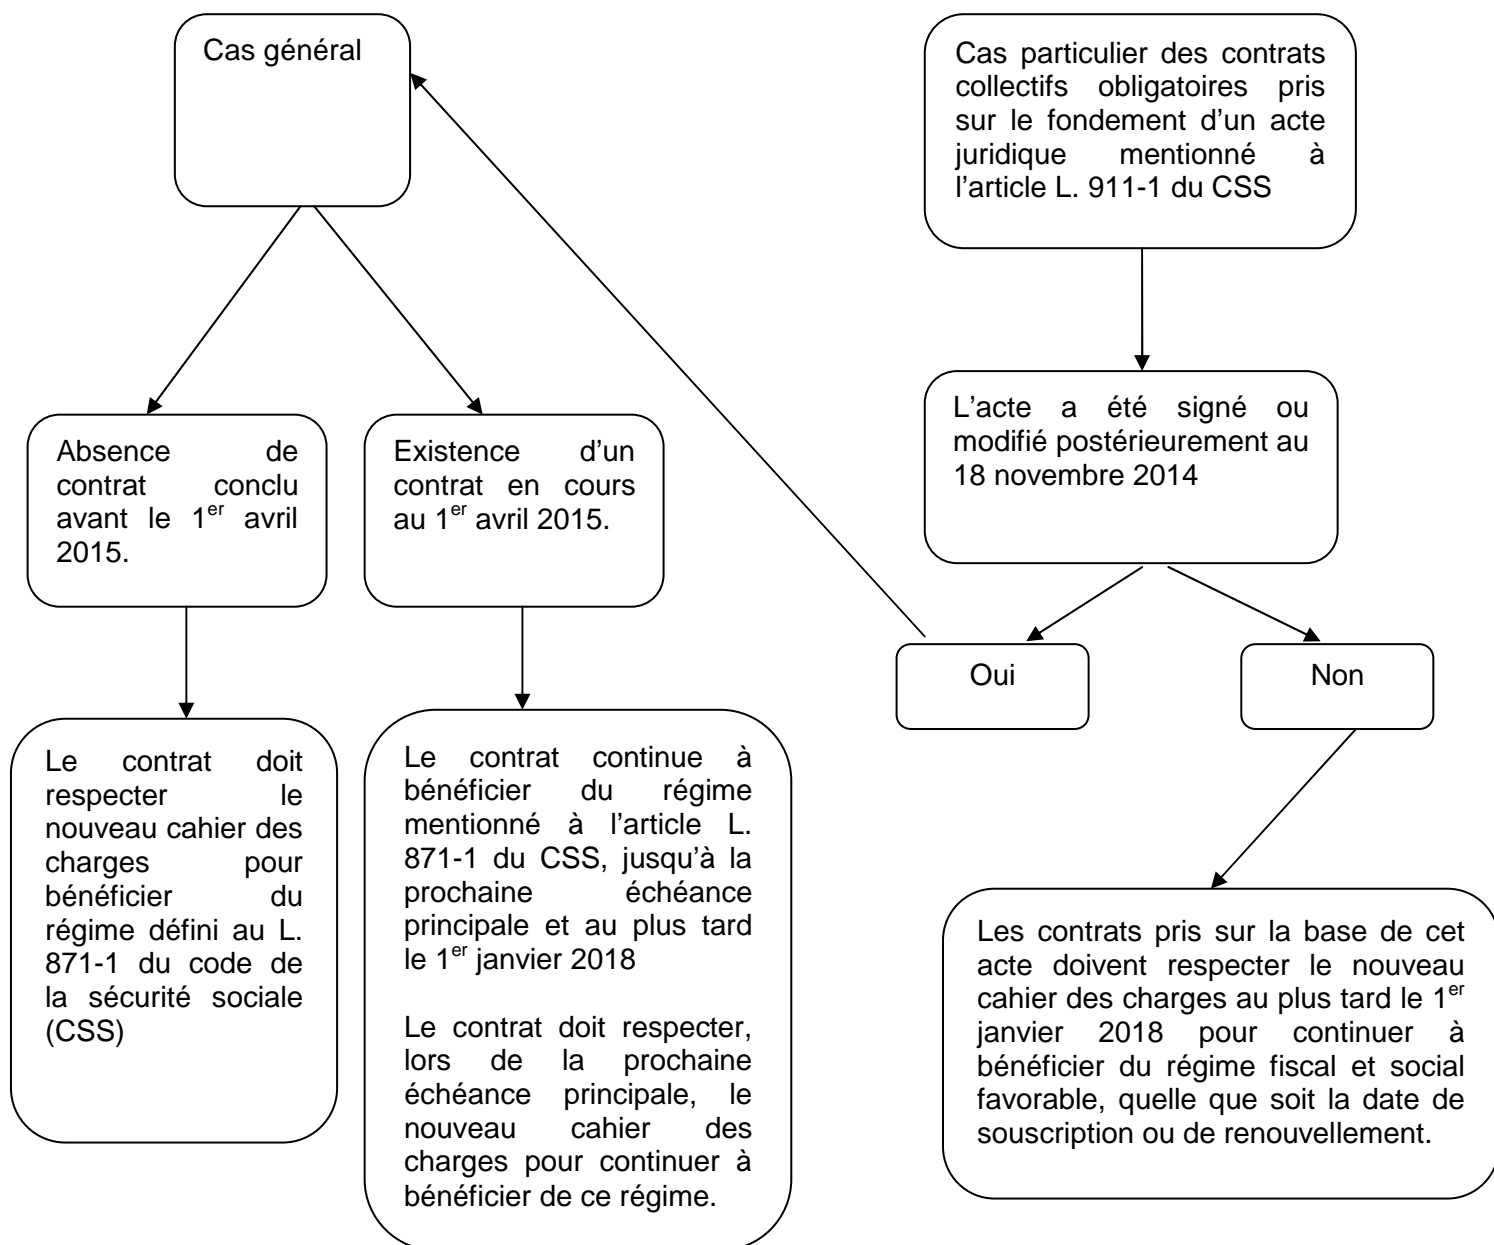 Cas général
Cas particulier des contrats
collectifs obligatoires pris
sur le fondement d’un acte
juridique mentionné à
l’article L. 911-1 du CSS
L’acte a été signé ou
modifié postérieurement au
18 novembre 2014
Absence de
contrat conclu
avant le 1er avril
2015.
Existence d’un
contrat en cours
au 1er avril 2015.
Oui
Non
Le contrat doit
respecter le
nouveau cahier des
charges pour
bénéficier du
régime défini au L.
871-1 du code de
la sécurité sociale
(CSS)
Le contrat continue à
bénéficier du régime
mentionné à l’article L.
871-1 du CSS, jusqu’à la
prochaine échéance
principale et au plus tard
le 1er janvier 2018
Le contrat doit respecter,
lors de la prochaine
échéance principale, le
nouveau cahier des
charges pour continuer à
bénéficier de ce régime.
Les contrats pris sur la base de cet
acte doivent respecter le nouveau
cahier des charges au plus tard le 1er
janvier 2018 pour continuer à
bénéficier du régime fiscal et social
favorable, quelle que soit la date de
souscription ou de renouvellement.